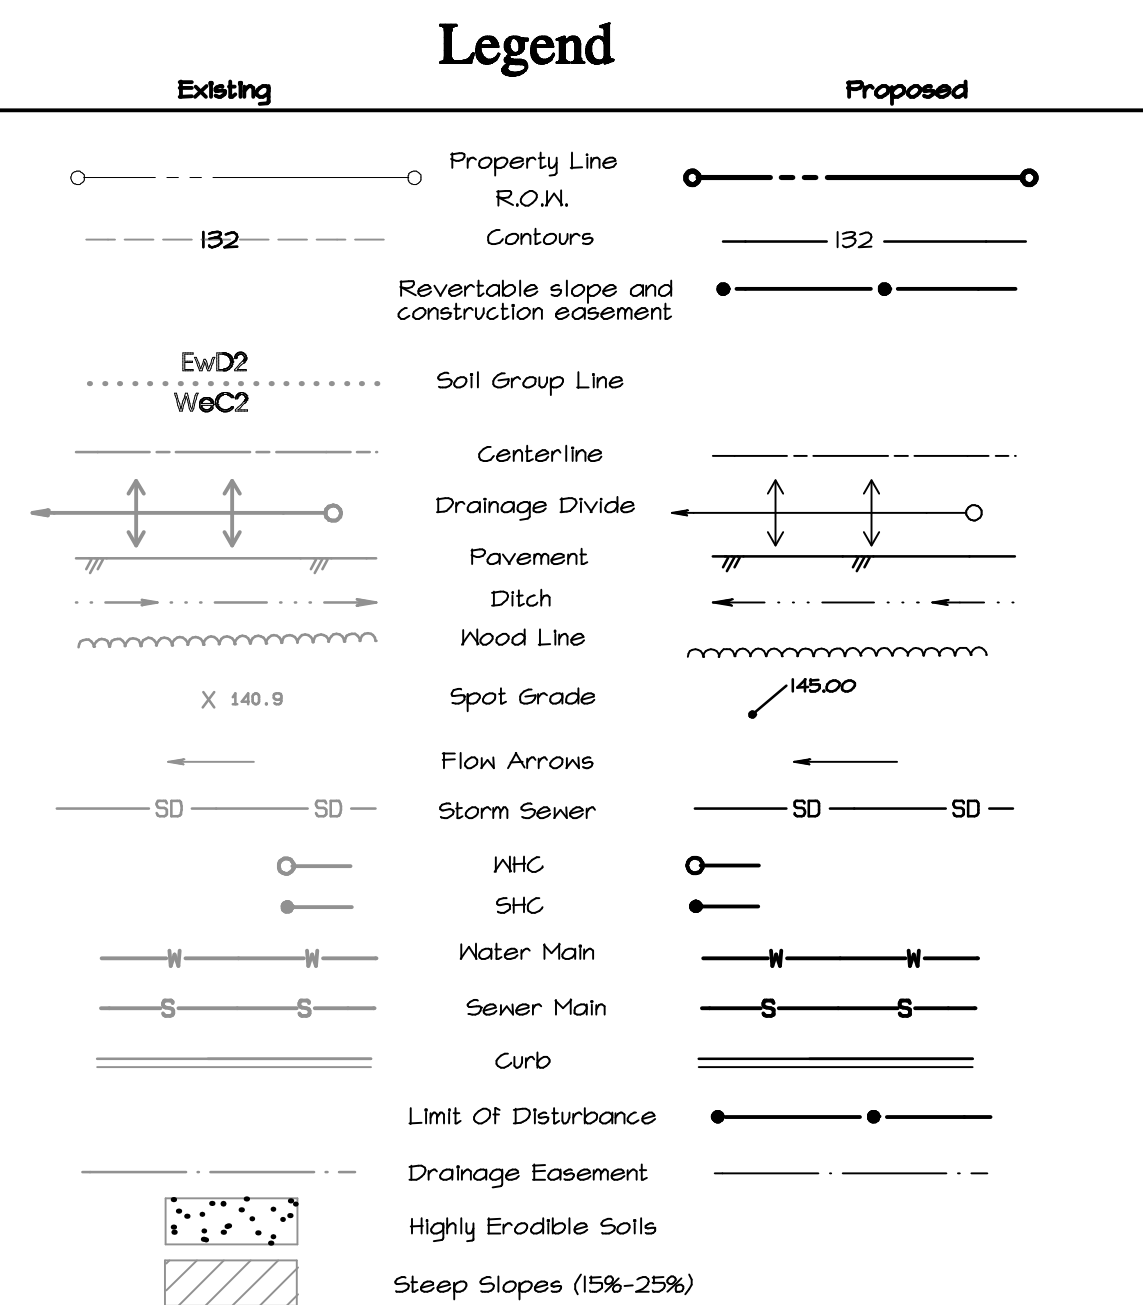 Legend
Existing Proposed
Property Line
R.O.W.
132 Contours 132
Revertable slope and
construction easement
EwD2
Soil Group Line
WeC2
Centerline
Drainage Divide
Pavement
Ditch
Wood Line
X 140.9 Spot Grade 145.00
Flow Arrows
SD SD Storm Sewer SD SD
WHC
SHC
W W Water Main W W
S S Sewer Main S S
Curb
Limit Of Disturbance
Drainage Easement
Highly Erodible Soils
Steep Slopes (15%-25%)